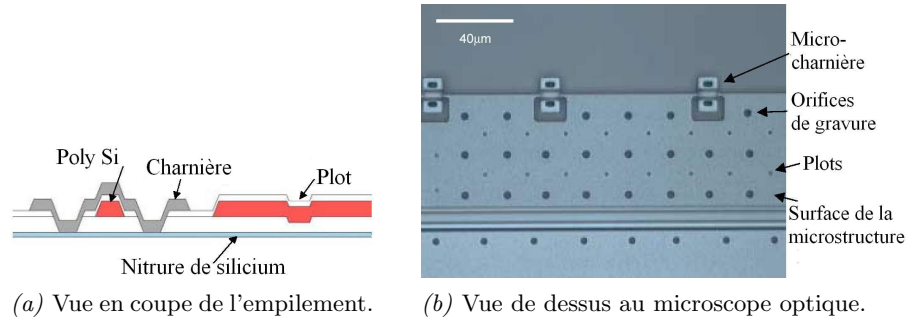 Poly Si
Charnière
Plot
Nitrure de silicium
(a) Vue en coupe de l'empilement.
40µm
Micro-
charnière
Orifices
de gravure
Plots
Surface de la
microstructure
(b) Vue de dessus au microscope optique.